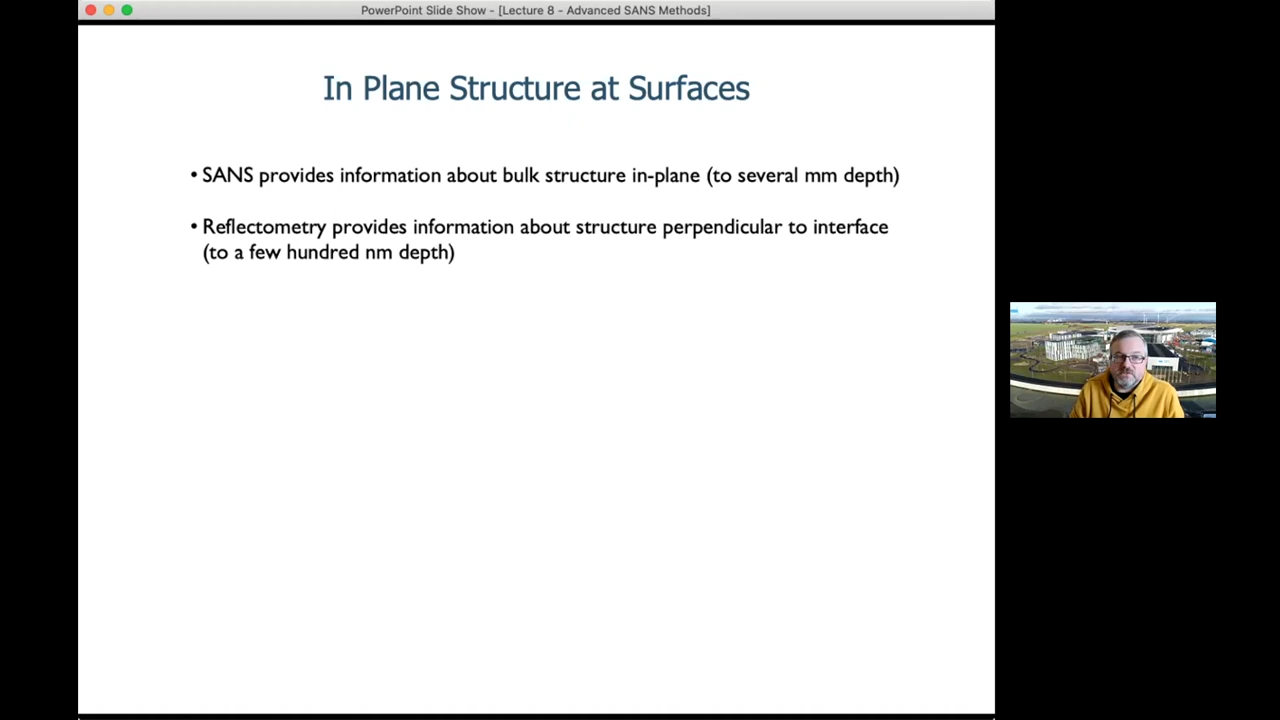 PowerPoint Slide Show - [Lecture 8 - Advanced SANS Methods]
In Plane Structure at Surfaces
• SANS provides information about bulk structure in-plane (to several mm depth)
• Reflectometry provides information about structure perpendicular to interface
(to a few hundred nm depth)